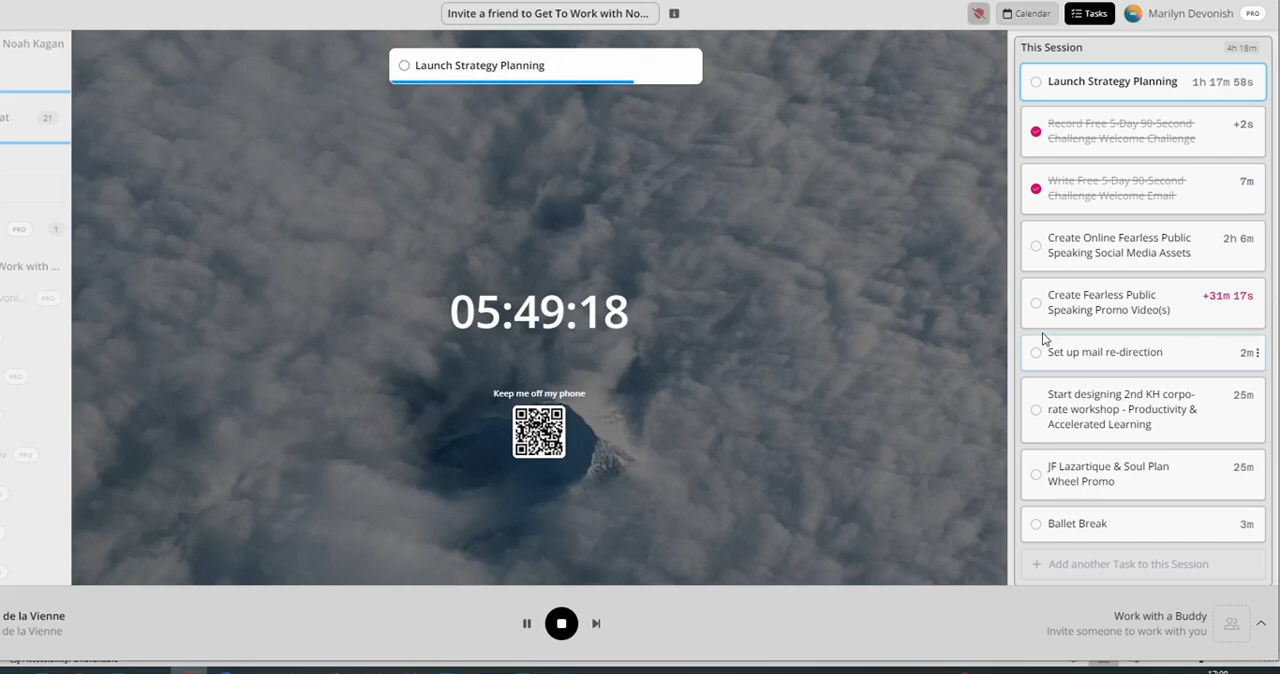 Invite a friend to Get To Work with No...
Calendar
Tasks
Marilyn Devonish
PRO
Noah Kagan
at
21
PRO
1
Work with ...
PRO
PRO
PRO
Launch Strategy Planning
05:49:18
Keep me off my phone
This Session
4h 18m
Launch Strategy Planning
1h 17m 58s
Record Free 5-Day 90-Second
Challenge Welcome Challenge
+2s
Write Free 5-Day 90-Second
Challenge Welcome Email
7m
Create Online Fearless Public
Speaking Social Media Assets
2h 6m
Create Fearless Public
Speaking Promo Video(s)
+31m 17s
Set up mail re-direction
2m
Start designing 2nd KH corpo-
rate workshop - Productivity &
Accelerated Learning
25m
JF Lazartique & Soul Plan
Wheel Promo
25m
Ballet Break
3m
+ Add another Task to this Session
de la Vienne
de la Vienne
Work with a Buddy
Invite someone to work with you